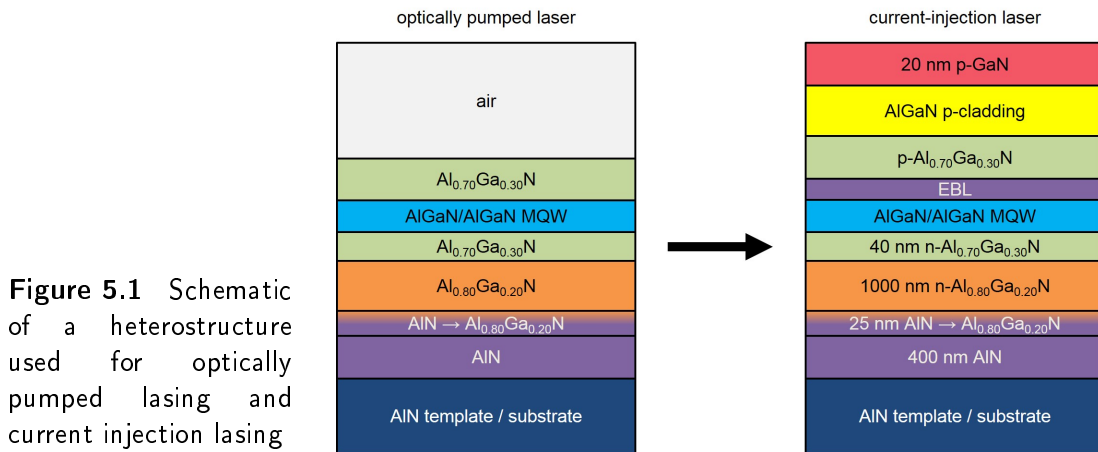 optically pumped laser
air
Al0.70Ga0.30N
AlGaN/AlGaN MQW
Al0.70Ga0.30N
Al0.80Ga0.20N
AlN → Al0.80Ga0.20N
AlN
AlN template / substrate
current-injection laser
20 nm p-GaN
AlGaN p-cladding
p-Al0.70Ga0.30N
EBL
AlGaN/AlGaN MQW
40 nm n-Al0.70Ga0.30N
1000 nm n-Al0.80Ga0.20N
25 nm AlN → Al0.80Ga0.20N
400 nm AlN
AlN template / substrate
Figure 5.1 Schematic
of a heterostructure
used for optically
pumped lasing and
current injection lasing